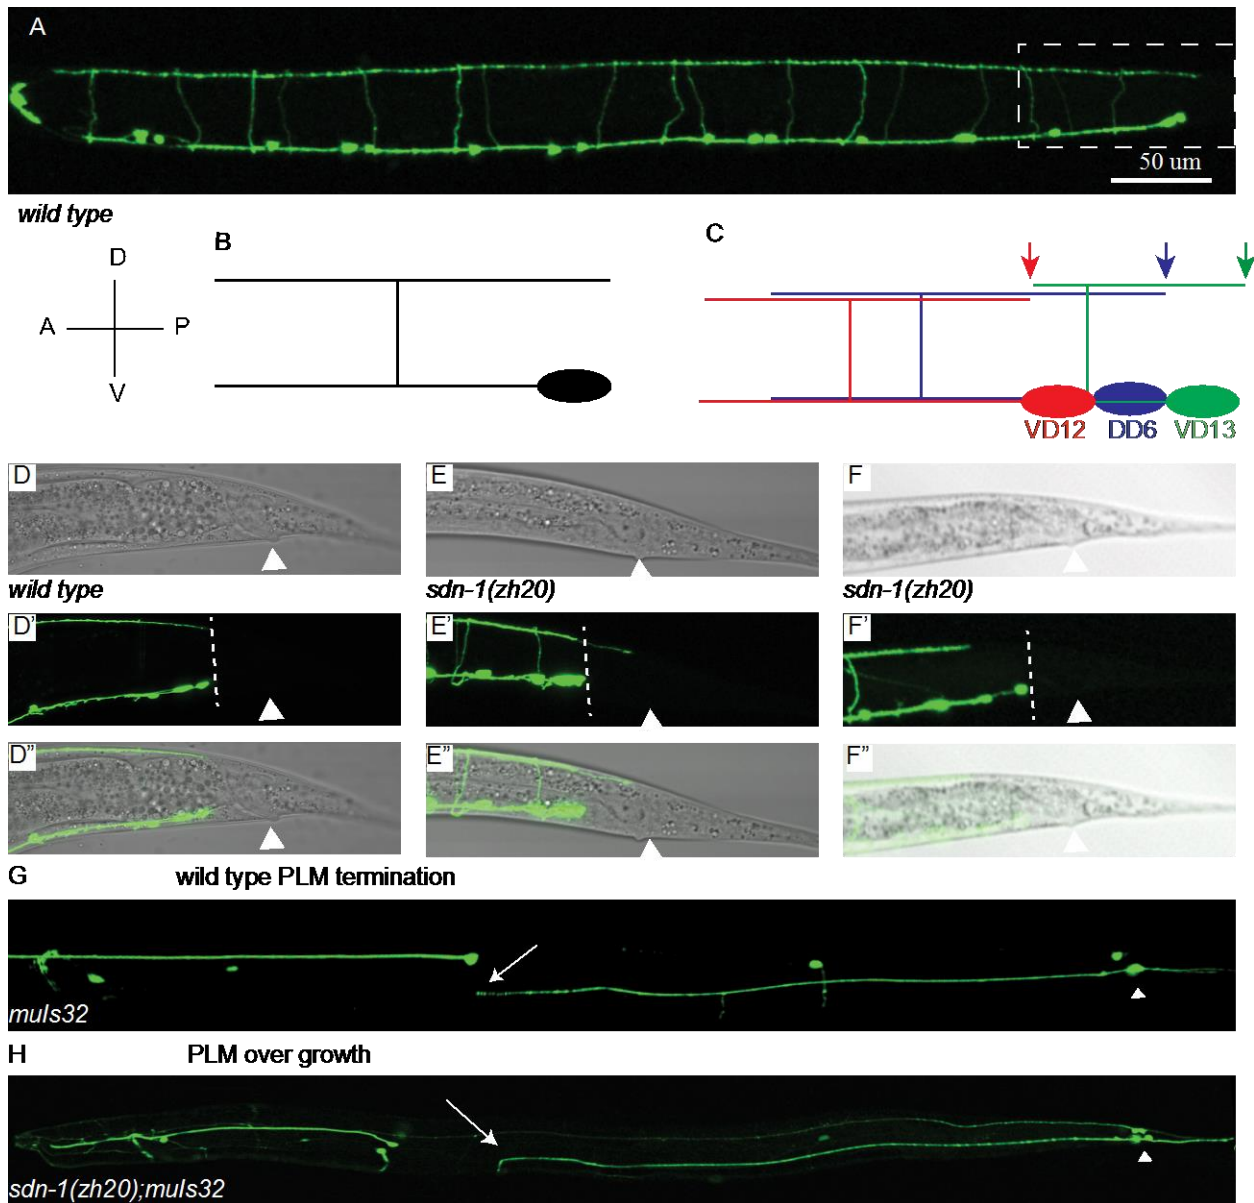 A
50 um
wild type
D
A P
V
B
C
VD12 DD6 VD13
D
E
F
wild type
sdn-1(zh20)
sdn-1(zh20)
D'
E'
F'
D"
E"
F"
G wild type PLM termination
muIs32
H PLM over growth
sdn-1(zh20);muIs32